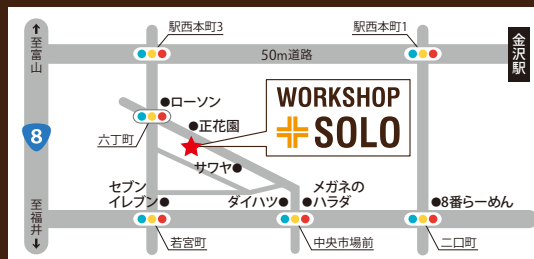 駅西本町3
駅西本町1
至富山
50m道路
金沢駅
ローソン
WORKSHOP
SOLO
正花園
六丁町
8
サワヤ
セブン
イレブン
ダイハツ
メガネの
ハラダ
8番らーめん
至福井
若宮町
中央市場前
二口町